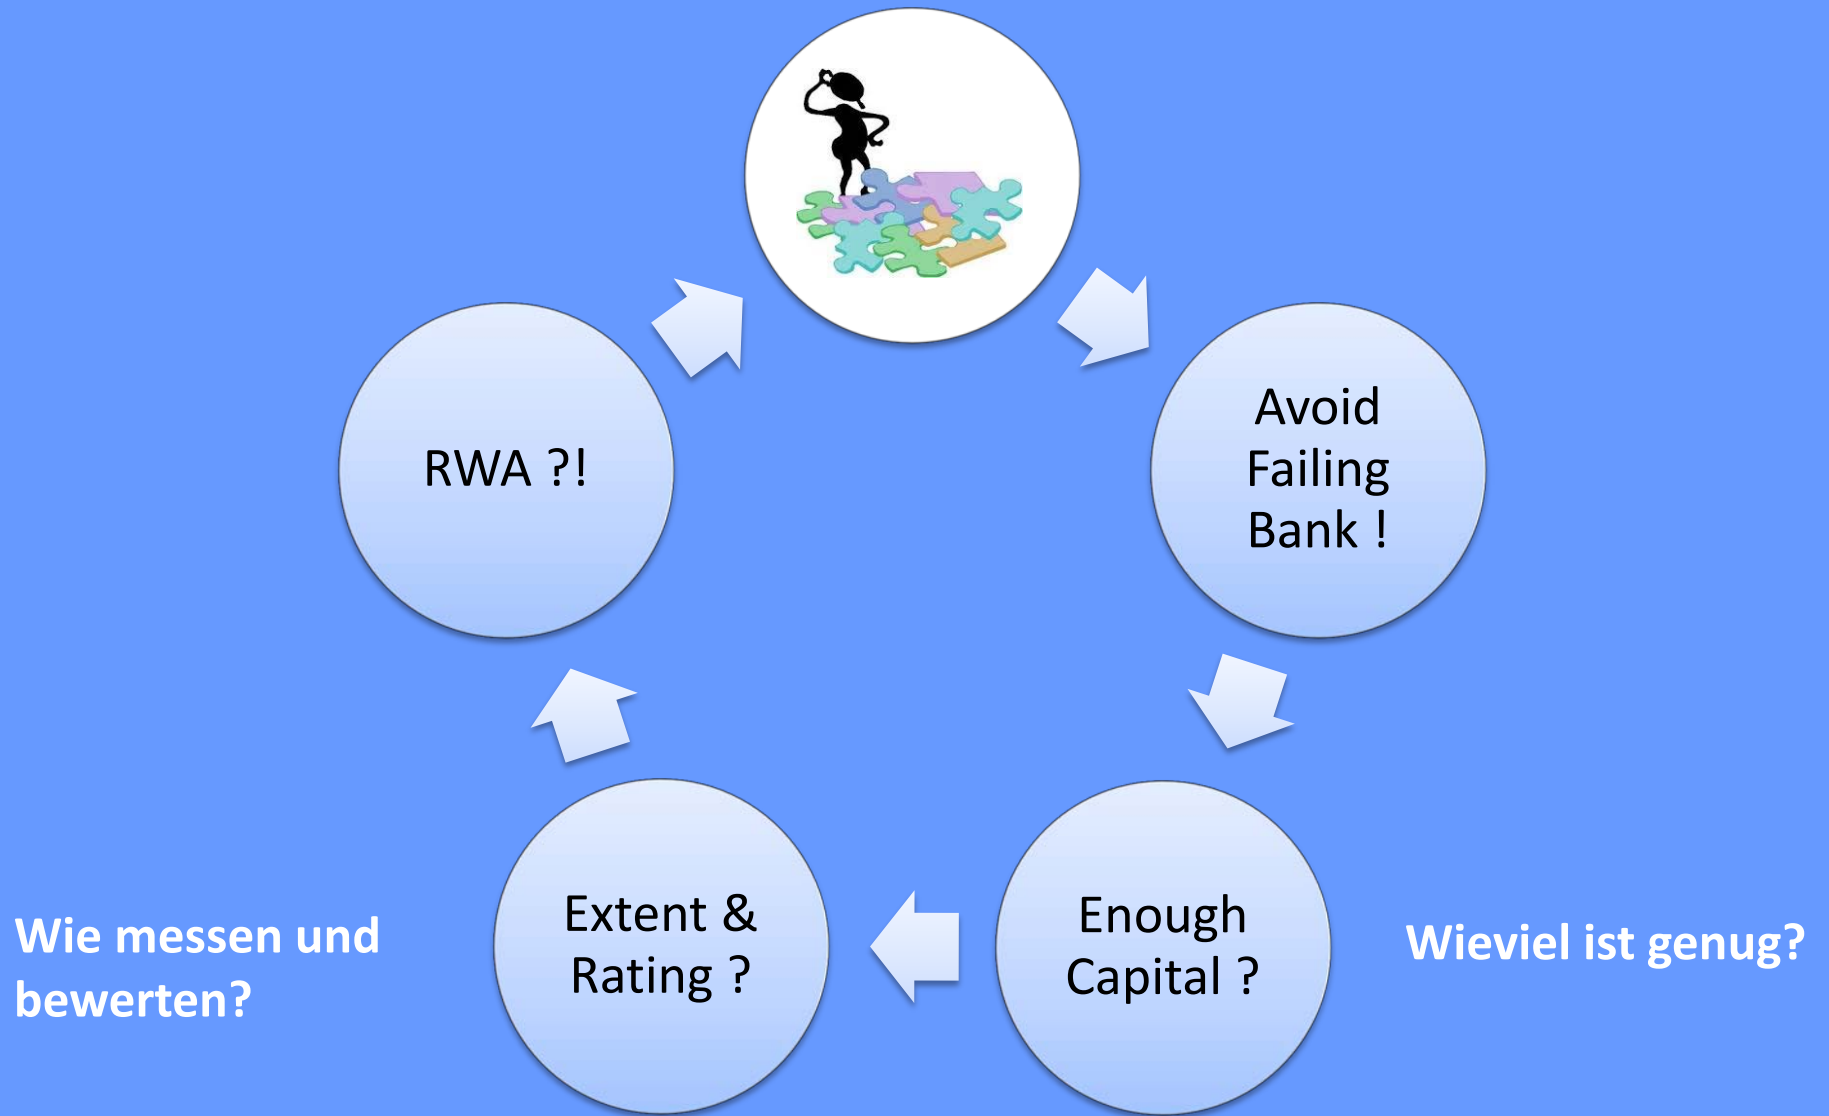 Avoid
Failing
Bank !
RWA ?!
Enough
Capital ?
Wieviel ist genug?
Extent &
Rating ?
Wie messen und
bewerten?